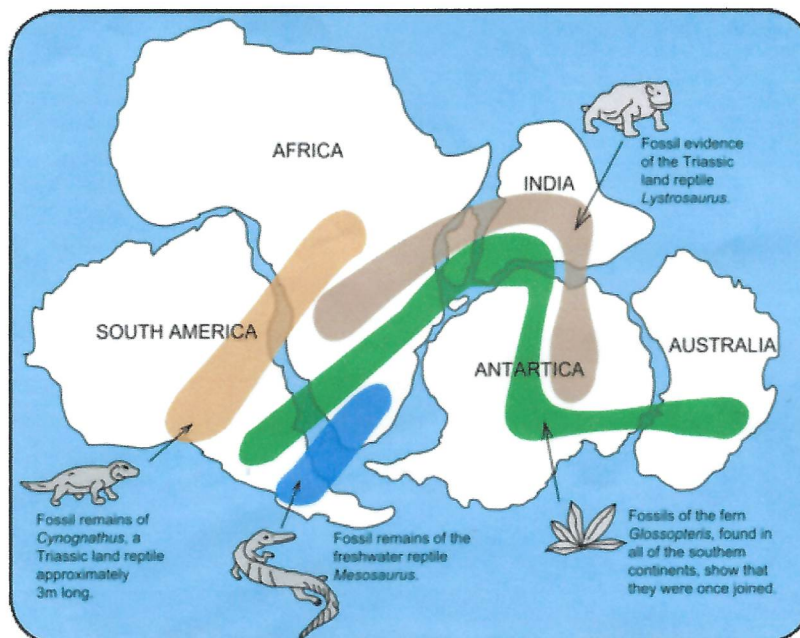 AFRICA
INDIA
Fossil evidence
of the Triassic
land reptile
Lystrosaurus.
SOUTH AMERICA
ANTARTICA
AUSTRALIA
Fossil remains of
Cynognathus, a
Triassic land reptile
approximately
3m long.
Fossil remains of the
freshwater reptile
Mesosaurus.
Fossils of the fern
Glossopteris, found in
all of the southern
continents, show that
they were once joined.